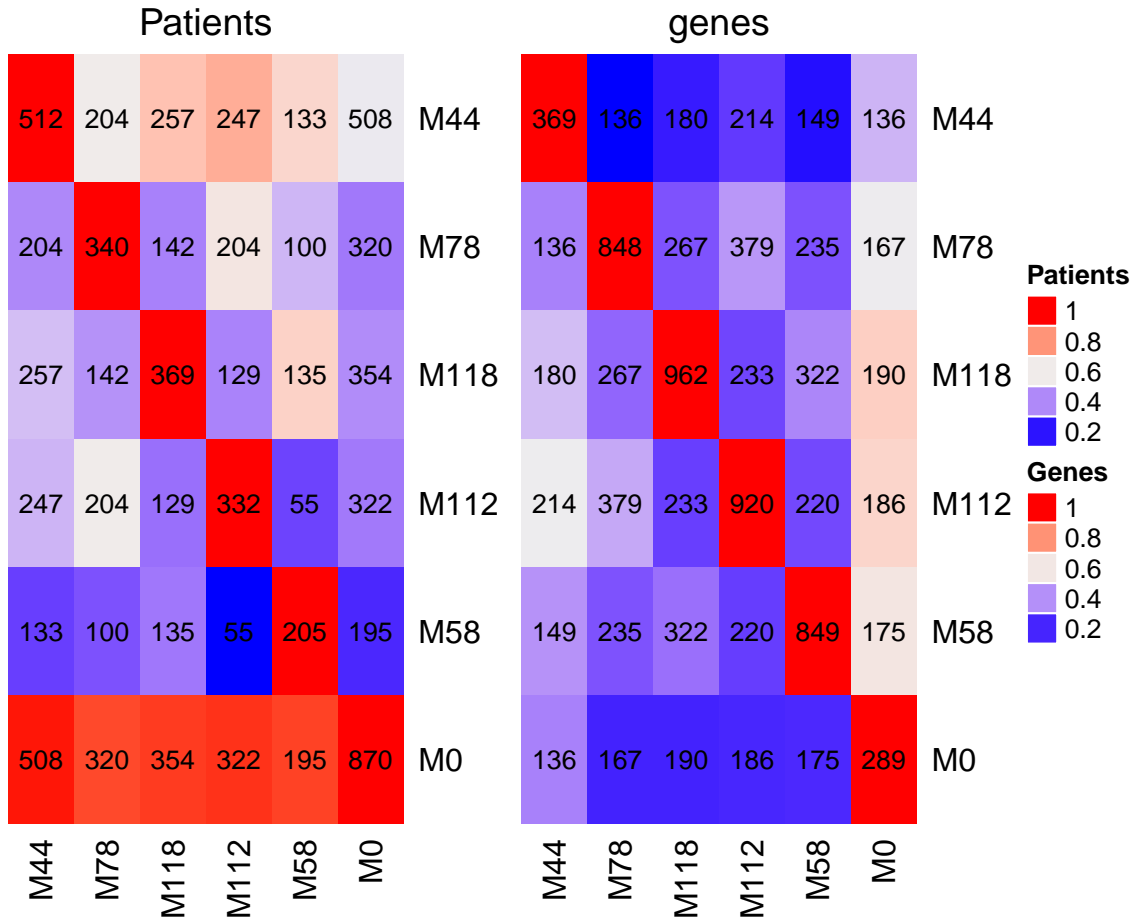 Patients genes
512 204 257 247 133 508 M44 369 136 180 214 149 136 M44
204 340 142 204 100 320 M78 136 848 267 379 235 167 M78
Patients
1
0.8
0.6
0.4
0.2
257 142 369 129 135 354 M118 180 267 962 233 322 190 M118
247 204 129 332 55 322 M112 214 379 233 920 220 186 M112
Genes
1
0.8
0.6
0.4
0.2
133 100 135 55 205 195 M58 149 235 322 220 849 175 M58
508 320 354 322 195 870 M0 136 167 190 186 175 289 M0
M44 M78 M118 M112 M58 M0 M44 M78 M118 M112 M58 M0